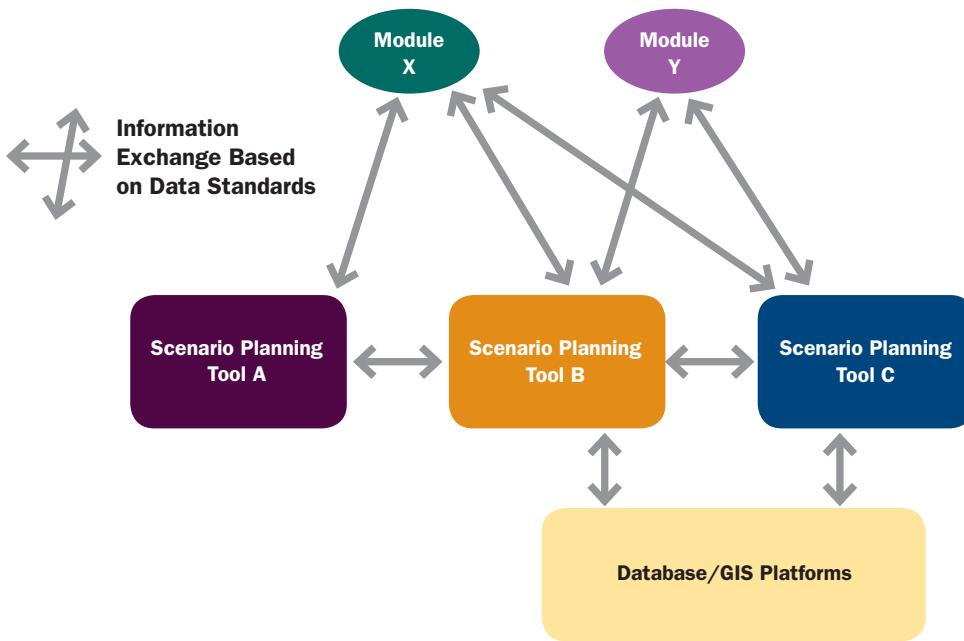 Module
X
Module
Y
Information
Exchange Based
on Data Standards
Scenario Planning
Tool A
Scenario Planning
Tool B
Scenario Planning
Tool C
Database/GIS Platforms